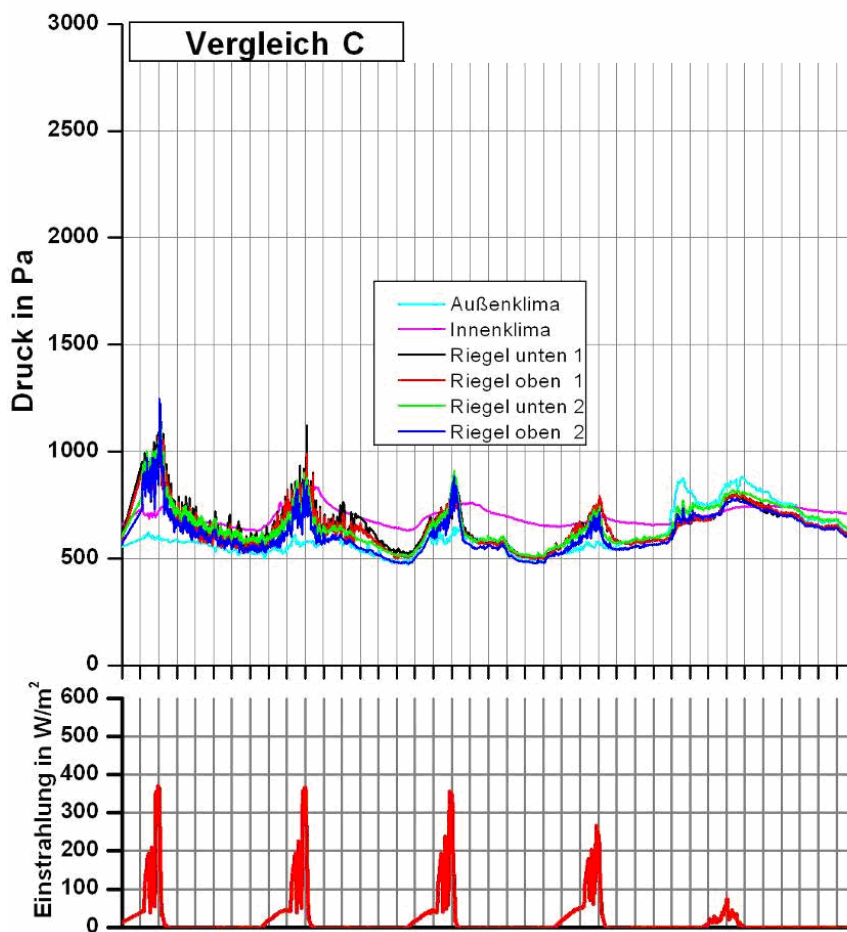 Vergleich C
3000
2500
2000
1500
1000
500
0
Druck in Pa
Außenklima
Innenklima
Riegel unten 1
Riegel oben 1
Riegel unten 2
Riegel oben 2
600
500
400
300
200
100
0
Einstrahlung in W/m²